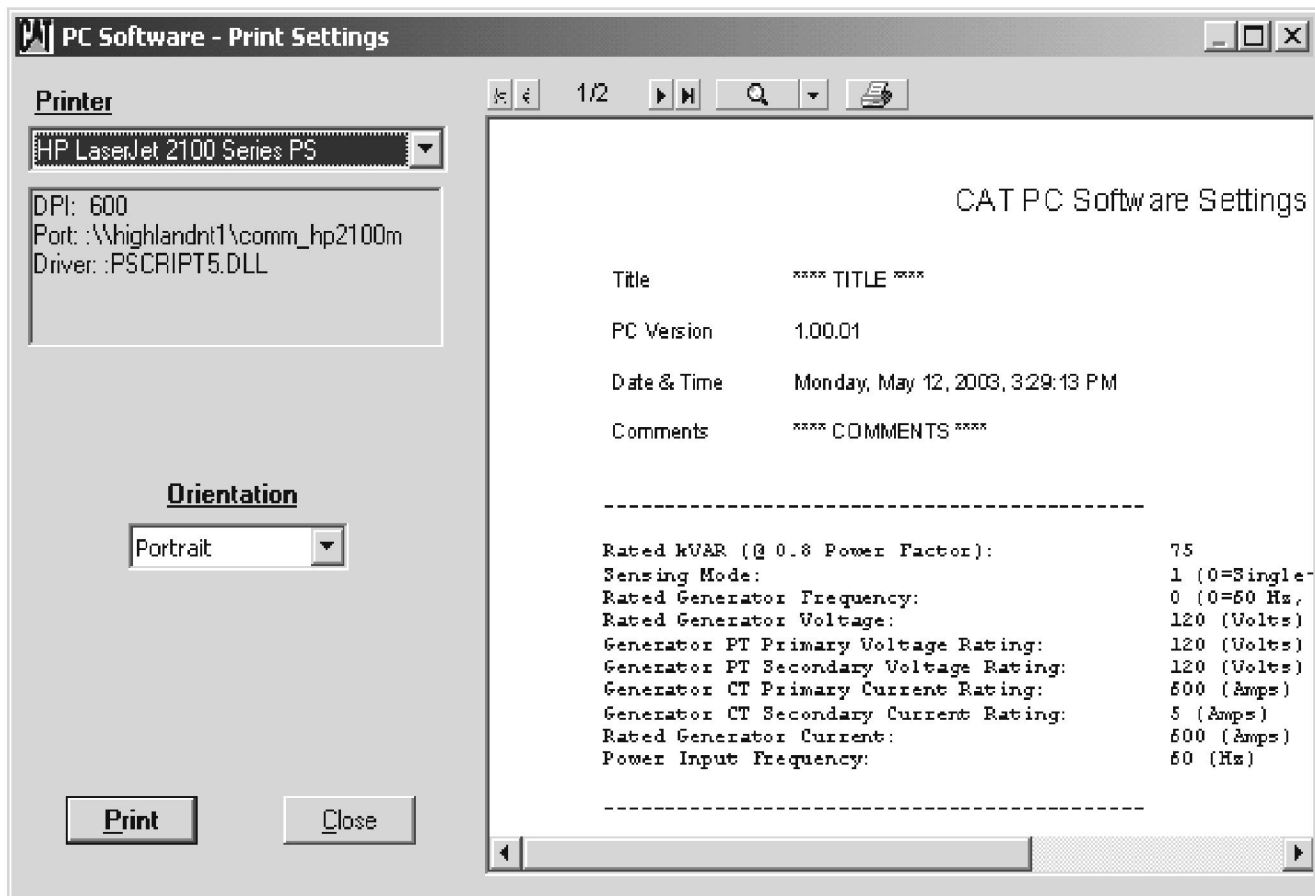 CAT PC Software - Print Settings
Printer
HP LaserJet 2100 Series PS
DPI: 600
Port: :\\highlandnt1\comm_hp2100m
Driver: :PSCRIPT5.DLL
Orientation
Portrait
Print
Close
1/2
CAT PC Software Settings
Title **** TITLE ****
PC Version 1.00.01
Date & Time Monday, May 12, 2003, 3:29:13 PM
Comments **** COMMENTS ****
--------------------------------------------
Rated kVAR (@ 0.8 Power Factor): 75
Sensing Mode: 1 (0=Single-
Rated Generator Frequency: 0 (0=60 Hz,
Rated Generator Voltage: 120 (Volts)
Generator PT Primary Voltage Rating: 120 (Volts)
Generator PT Secondary Voltage Rating: 120 (Volts)
Generator CT Primary Current Rating: 600 (Amps)
Generator CT Secondary Current Rating: 5 (Amps)
Rated Generator Current: 600 (Amps)
Power Input Frequency: 60 (Hz)
--------------------------------------------